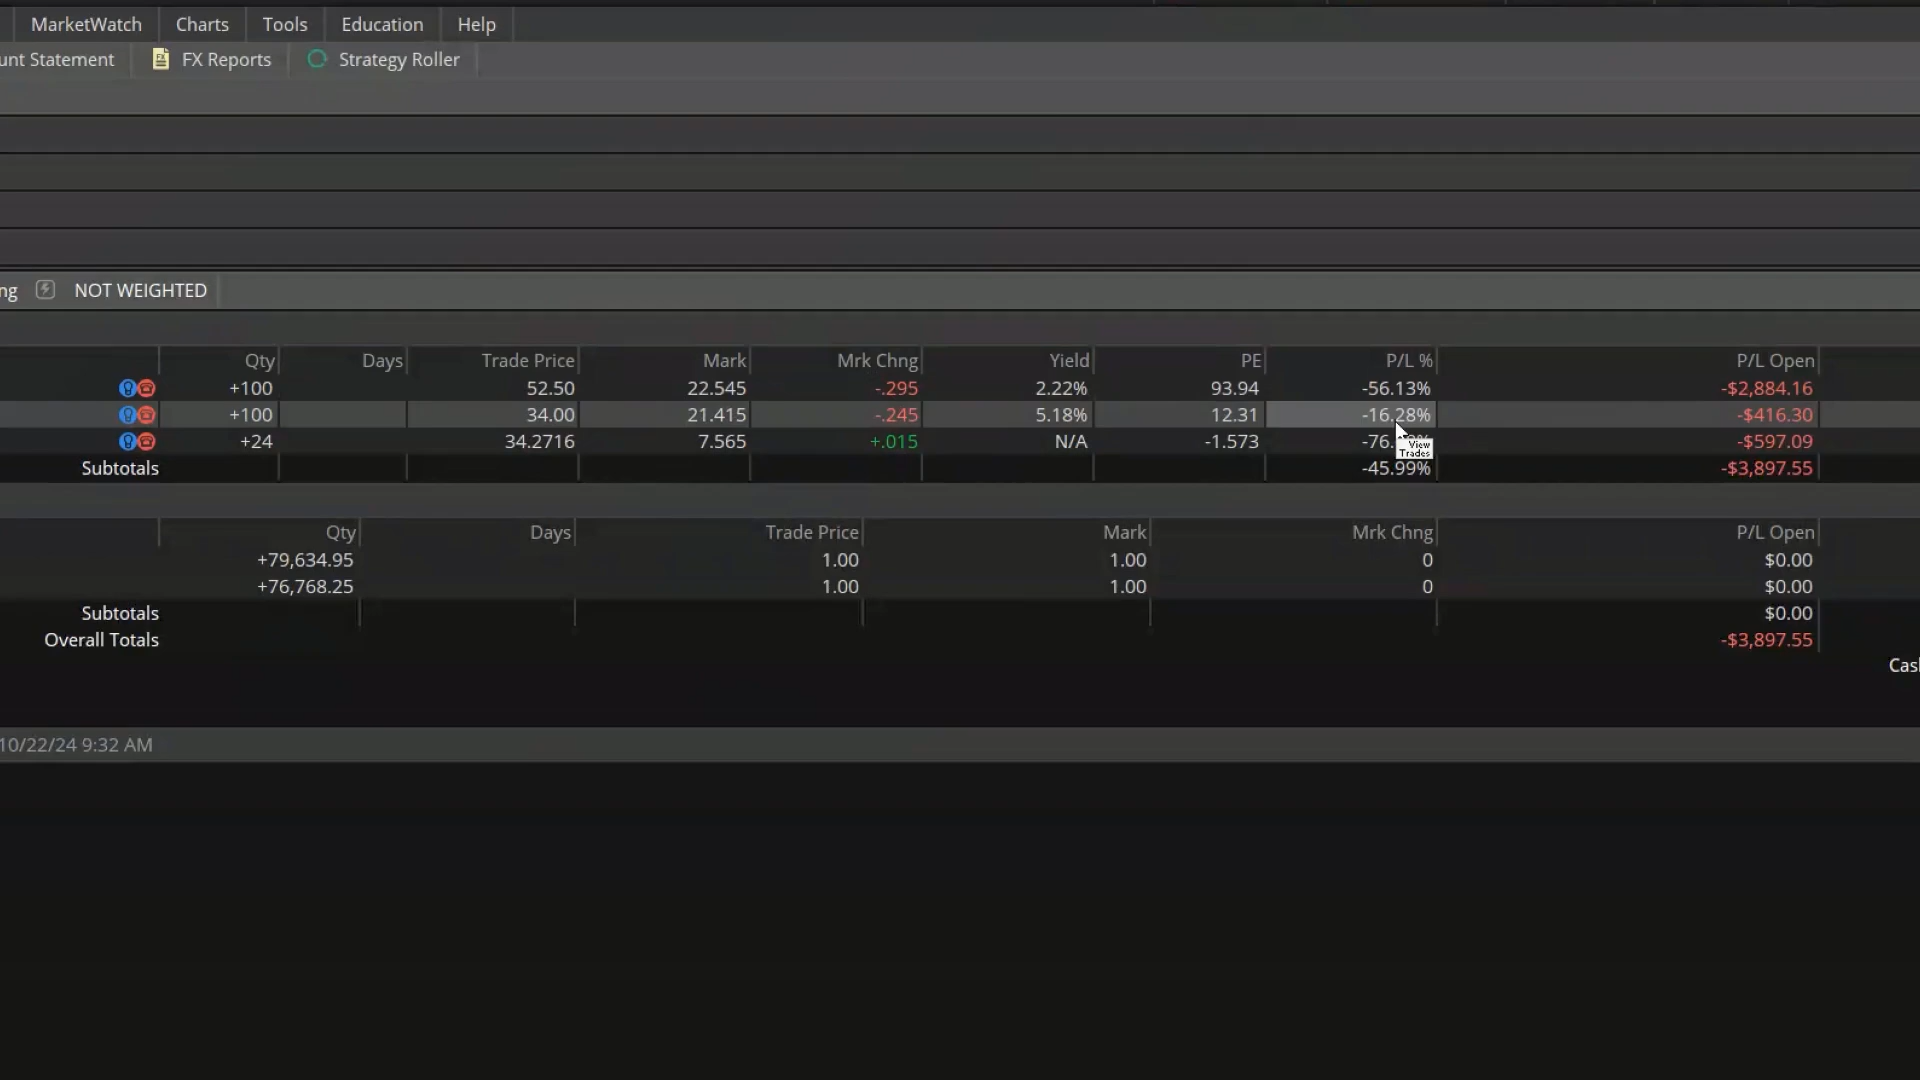 MarketWatch Charts Tools Education Help
unt Statement FX Reports Strategy Roller
ng NOT WEIGHTED
Qty Days Trade Price Mark Mrk Chng Yield PE P/L % P/L Open
+100 52.50 22.545 -.295 2.22% 93.94 -56.13% -$2,884.16
+100 34.00 21.415 -.245 5.18% 12.31 -16.28% -$416.30
+24 34.2716 7.565 +.015 N/A -1.573 -76. -$597.09
View
Trades
Subtotals -45.99% -$3,897.55
Qty Days Trade Price Mark Mrk Chng P/L Open
+79,634.95 1.00 1.00 0 $0.00
+76,768.25 1.00 1.00 0 $0.00
Subtotals $0.00
Overall Totals -$3,897.55
Cas
10/22/24 9:32 AM